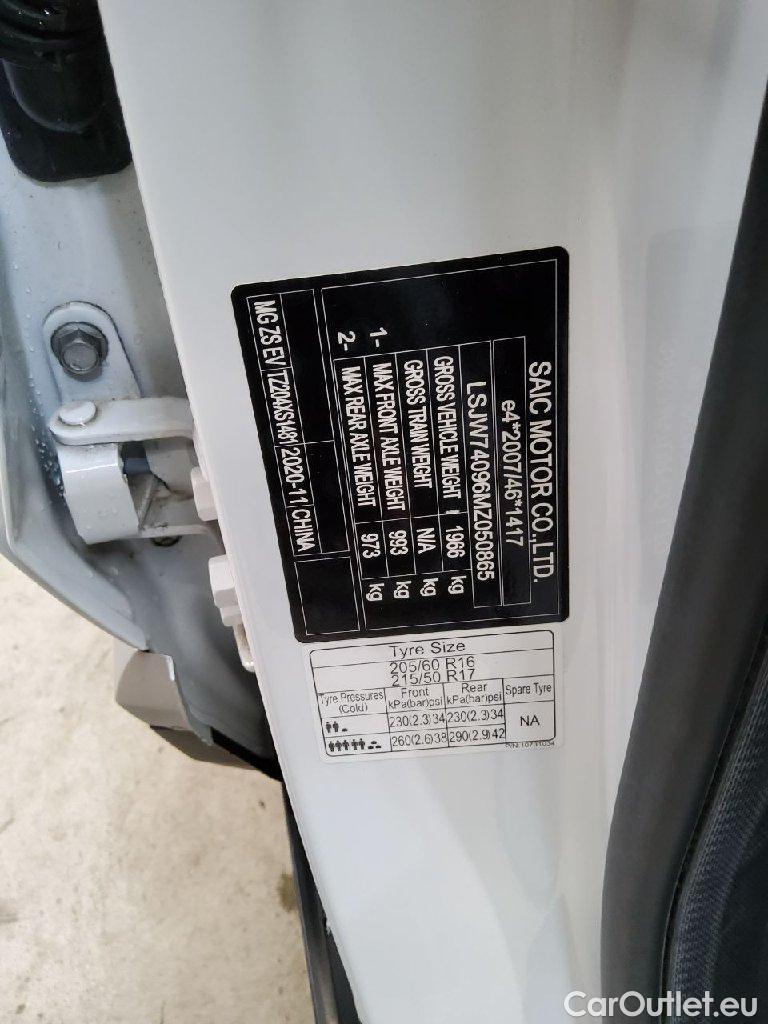 SAIC MOTOR CO.,LTD.
e4*2007/46*1417
LSJW74096MZ050865
GROSS VEHICLE WEIGHT 1966 kg
GROSS TRAIN WEIGHT N/A kg
1- MAX FRONT AXLE WEIGHT 993 kg
2- MAX REAR AXLE WEIGHT 973 kg
MG ZS EV TZ204XS1481 2020-11 CHINA
Tyre Size
205/60 R16
215/50 R17
Tyre Pressures (Cold) Front kPa(bar)psi Rear kPa(bar)psi Spare Tyre
230(2.3)34 230(2.3)34 NA
260(2.6)38 290(2.9)42
P/N:10731034
CarOutlet.eu